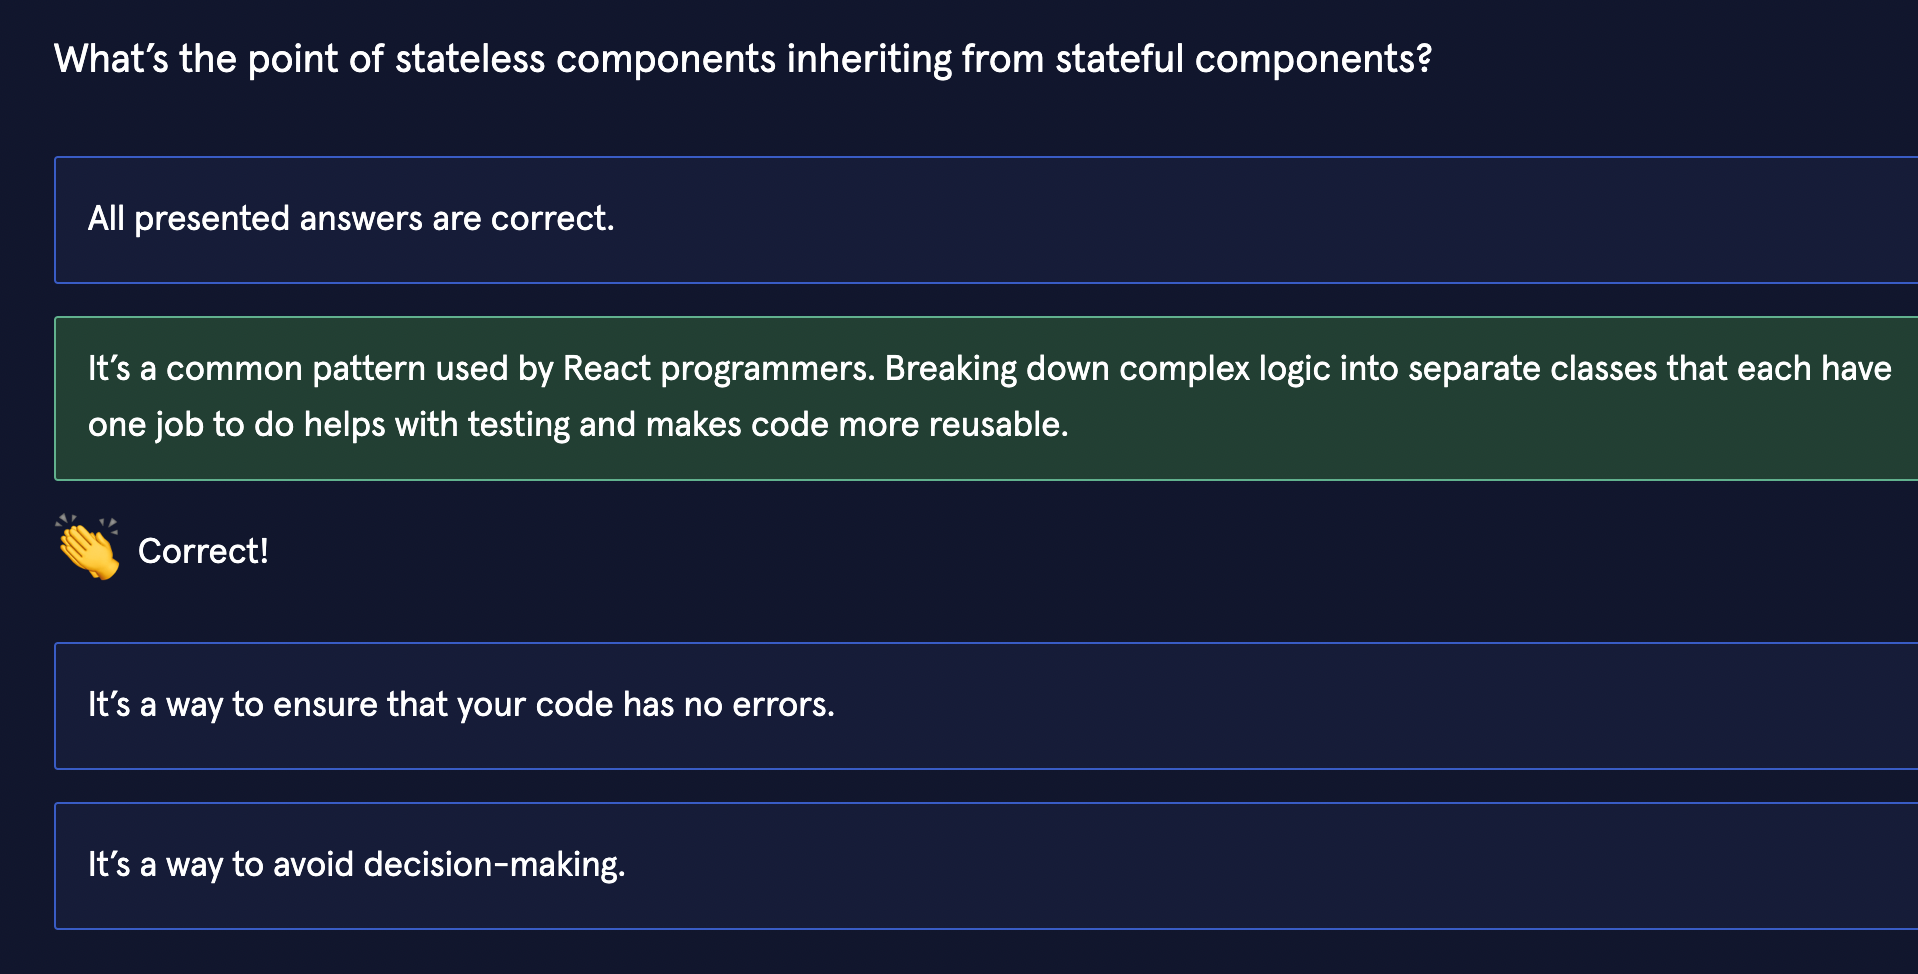 What’s the point of stateless components inheriting from stateful components?
All presented answers are correct.
It’s a common pattern used by React programmers. Breaking down complex logic into separate classes that each have
one job to do helps with testing and makes code more reusable.
Correct!
It’s a way to ensure that your code has no errors.
It’s a way to avoid decision-making.